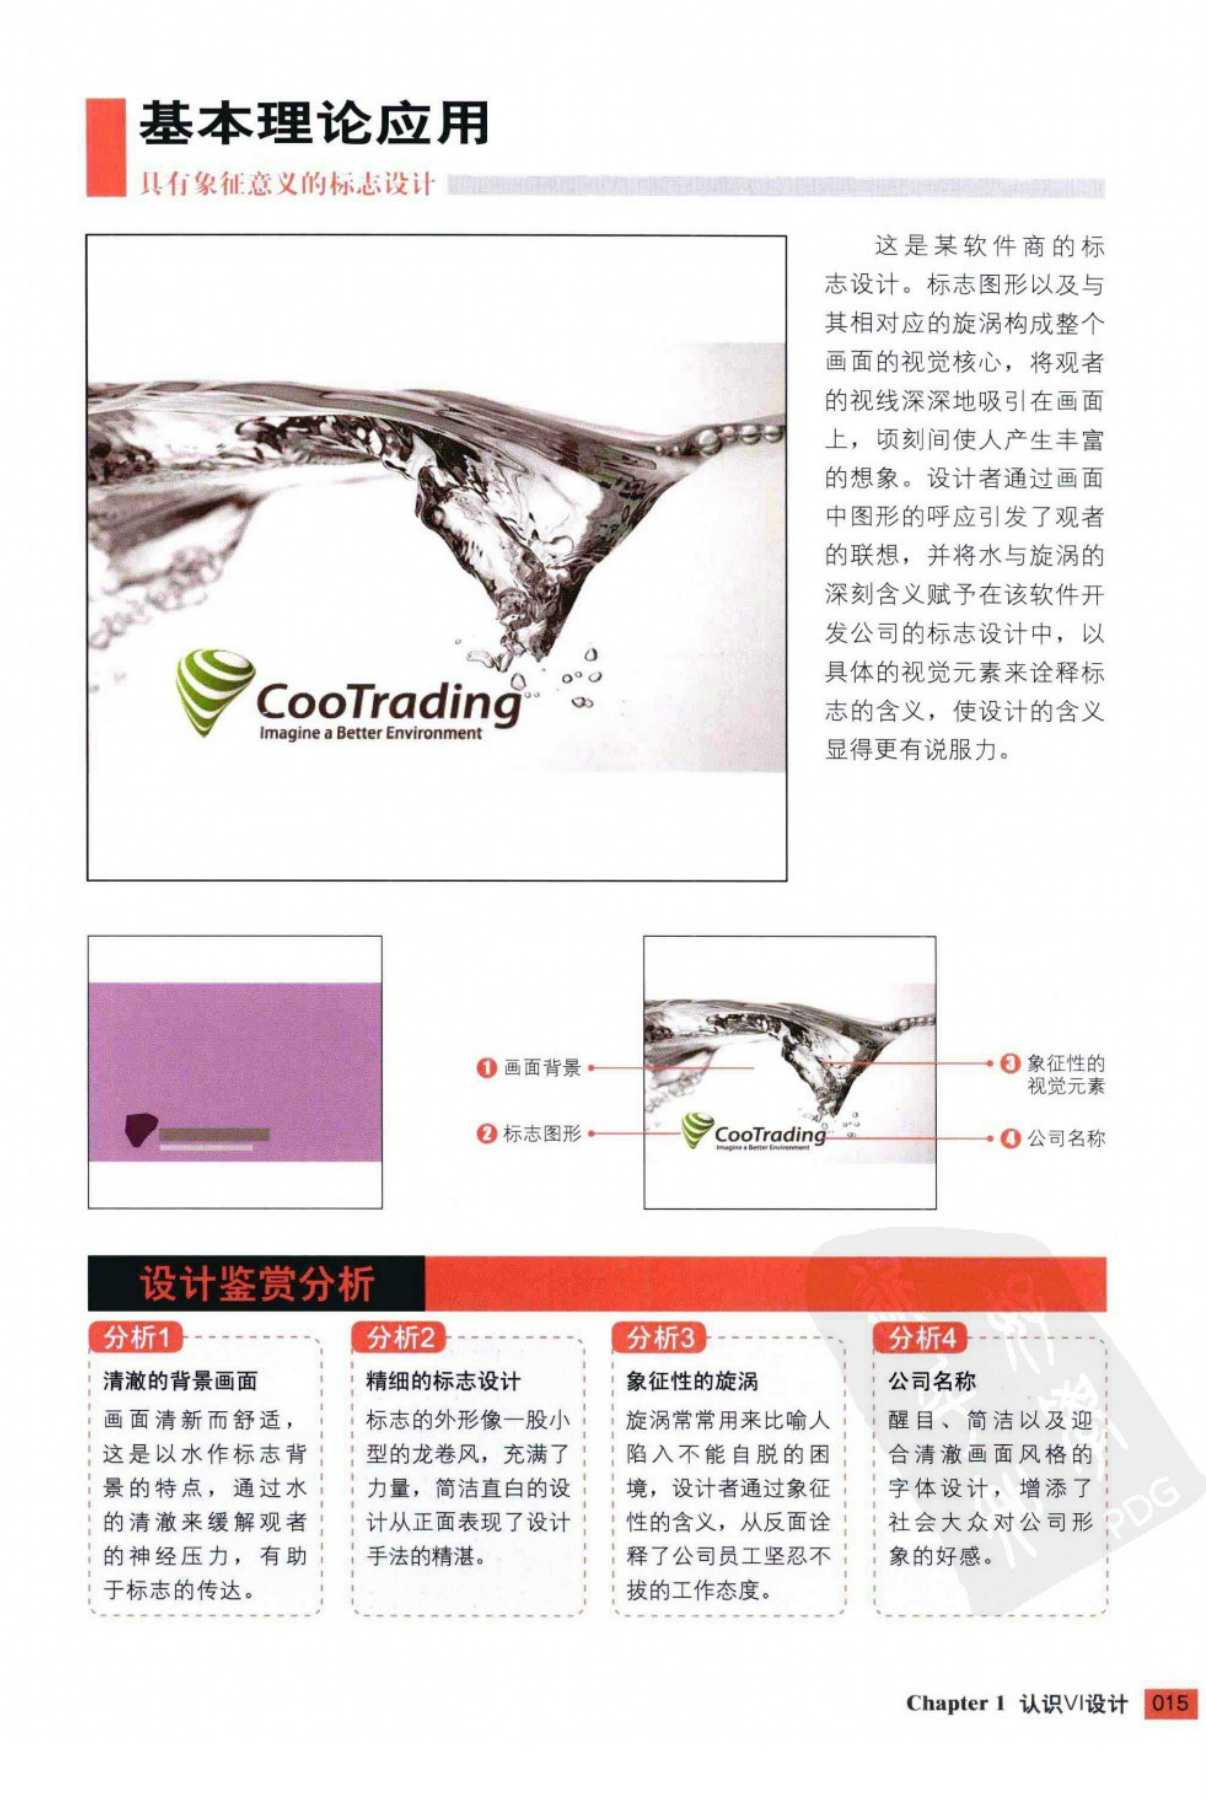 基本理论应用
具有象征意义的标志设计
这是某软件商的标
志设计。标志图形以及与
其相对应的旋涡构成整个
画面的视觉核心，将观者
的视线深深地吸引在画面
上，顷刻间使人产生丰富
的想象。设计者通过画面
中图形的呼应引发了观者
的联想，并将水与旋涡的
深刻含义赋予在该软件开
发公司的标志设计中，以
具体的视觉元素来诠释标
志的含义，使设计的含义
显得更有说服力。
CooTrading
Imagine a Better Environment
1 画面背景
2 标志图形
CooTrading
Imagine a Better Environment
3 象征性的
视觉元素
4 公司名称
设计鉴赏分析
分析1
清澈的背景画面
画面清新而舒适，
这是以水作标志背
景的特点，通过水
的清澈来缓解观者
的神经压力，有助
于标志的传达。
分析2
精细的标志设计
标志的外形像一股小
型的龙卷风，充满了
力量，简洁直白的设
计从正面表现了设计
手法的精湛。
分析3
象征性的旋涡
旋涡常常用来比喻人
陷入不能自脱的困
境，设计者通过象征
性的含义，从反面诠
释了公司员工坚忍不
拔的工作态度。
分析4
公司名称
醒目、简洁以及迎
合清澈画面风格的
字体设计，增添了
社会大众对公司形
象的好感。
PDG
Chapter 1 认识VI设计 015